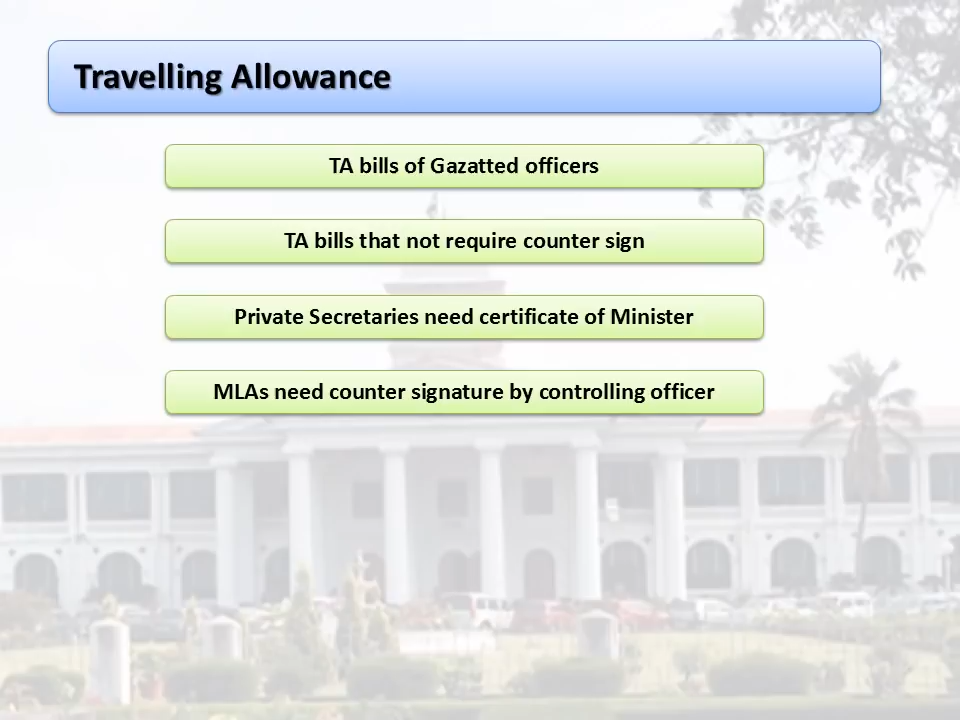 Travelling Allowance
TA bills of Gazatted officers
TA bills that not require counter sign
Private Secretaries need certificate of Minister
MLAs need counter signature by controlling officer